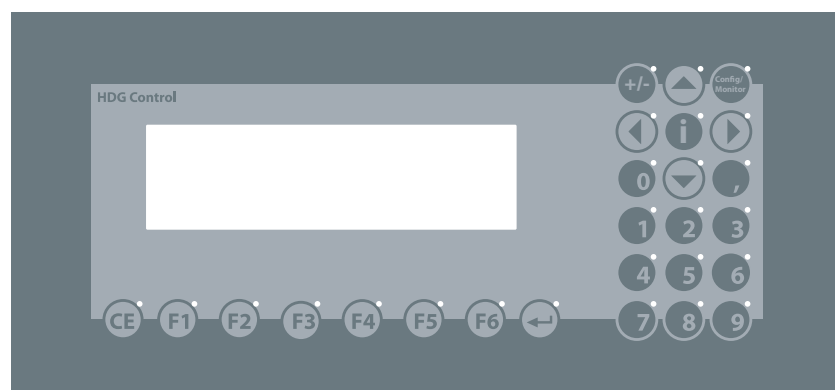 +/- Config/
Monitor
HDG Control
i
0 ,
1 2 3
4 5 6
CE F1 F2 F3 F4 F5 F6 7 8 9